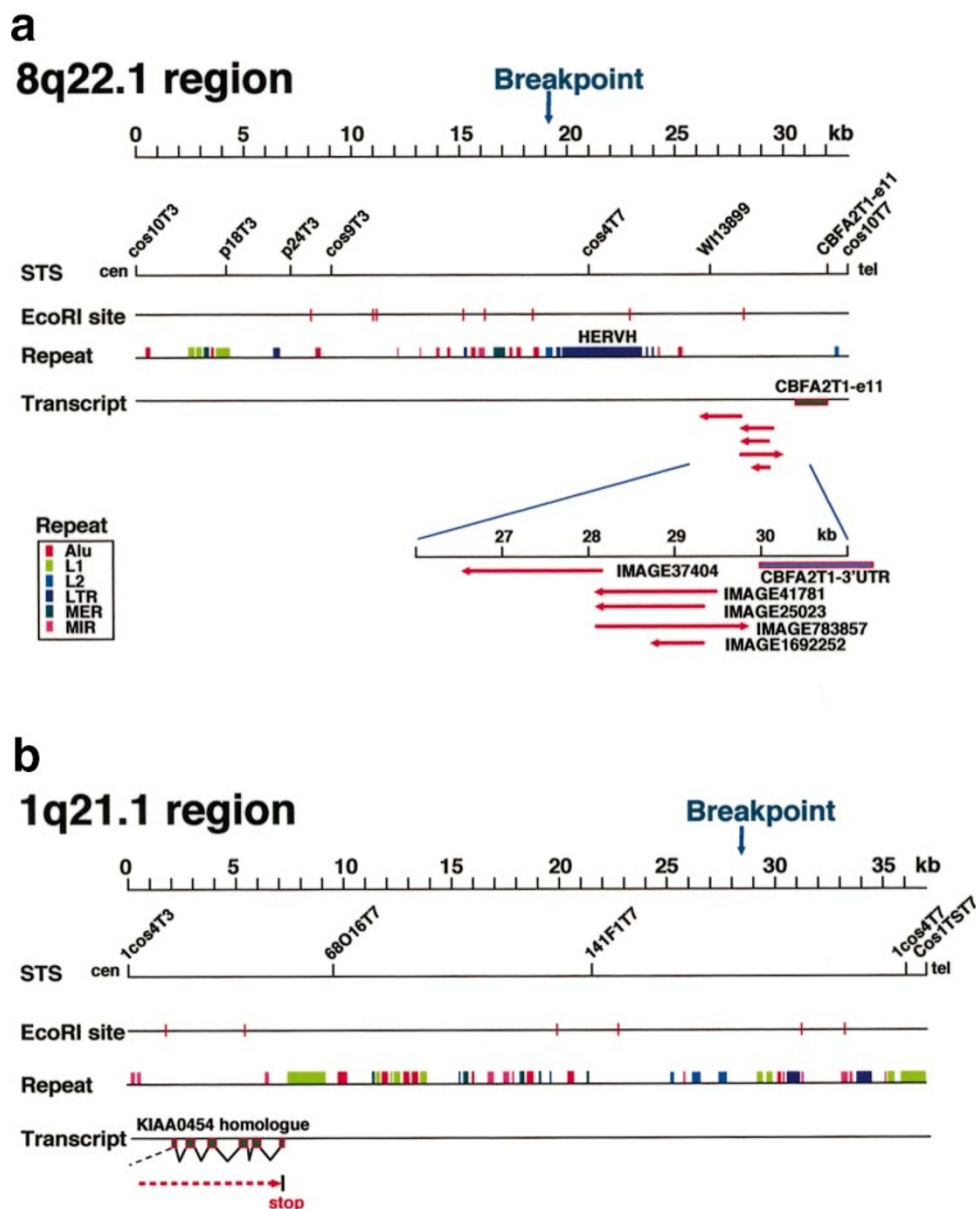 a
8q22.1 region
Breakpoint
0 5 10 15 20 25 30 kb
cos10T3 p18T3 p24T3 cos9T3 cos4T7 WI13899 CBFA2T1-e11 cos10T7
STS cen tel
EcoRI site
HERVH
Repeat
CBFA2T1-e11
Transcript
Repeat
Alu
L1
L2
LTR
MER
MIR
27 28 29 30 kb
IMAGE37404
CBFA2T1-3'UTR
IMAGE41781
IMAGE25023
IMAGE783857
IMAGE1692252
b
1q21.1 region
Breakpoint
0 5 10 15 20 25 30 35 kb
1cos4T3 68O16T7 141F1T7 1cos4T7 Cos1TST7
STS cen tel
EcoRI site
Repeat
KIAA0454 homologue
Transcript
stop